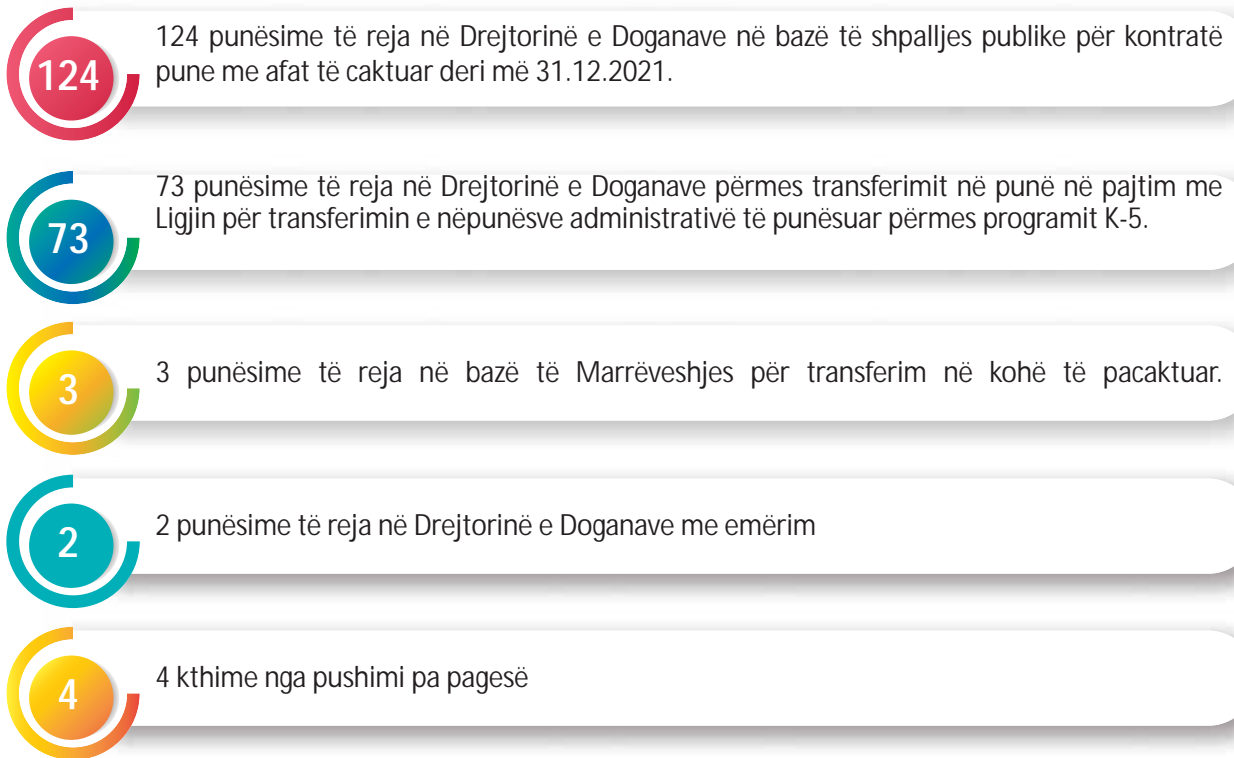 124
124 punësime të reja në Drejtorinë e Doganave në bazë të shpalljes publike për kontratë
pune me afat të caktuar deri më 31.12.2021.
73
73 punësime të reja në Drejtorinë e Doganave përmes transferimit në punë në pajtim me
Ligjin për transferimin e nëpunësve administrativë të punësuar përmes programit K-5.
3
3 punësime të reja në bazë të Marrëveshjes për transferim në kohë të pacaktuar.
2
2 punësime të reja në Drejtorinë e Doganave me emërim
4
4 kthime nga pushimi pa pagesë